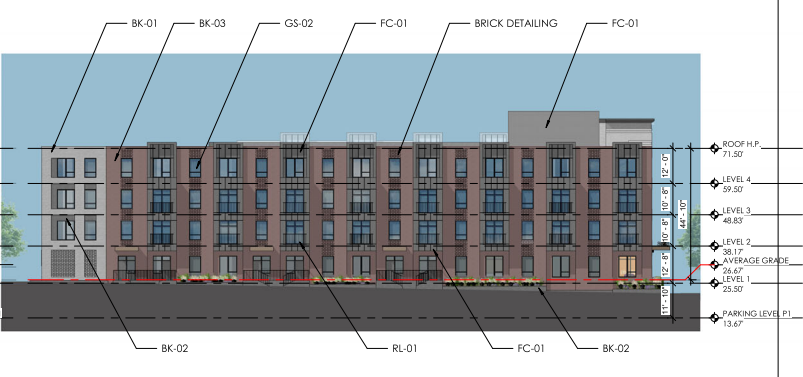 BK-01
BK-03
GS-02
FC-01
BRICK DETAILING
FC-01
ROOF H.P.
71.50'
12' - 0"
LEVEL 4
59.50'
10' - 8"
44' - 10"
LEVEL 3
48.83'
10' - 8"
LEVEL 2
38.17'
12' - 8"
AVERAGE GRADE
26.67'
LEVEL 1
25.50'
11' - 10"
PARKING LEVEL P1
13.67'
BK-02
RL-01
FC-01
BK-02